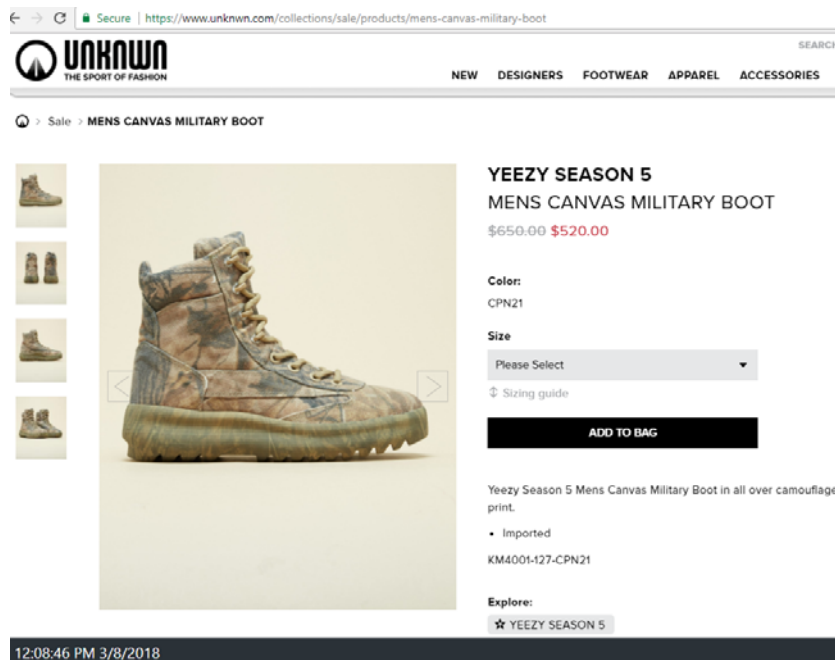 Secure | https://www.unknwn.com/collections/sale/products/mens-canvas-military-boot
UNKNWN
THE SPORT OF FASHION
SEARCH
NEW DESIGNERS FOOTWEAR APPAREL ACCESSORIES
> Sale > MENS CANVAS MILITARY BOOT
YEEZY SEASON 5
MENS CANVAS MILITARY BOOT
$650.00 $520.00
Color:
CPN21
Size
Please Select
Sizing guide
ADD TO BAG
Yeezy Season 5 Mens Canvas Military Boot in all over camouflage
print.
• Imported
KM4001-127-CPN21
Explore:
YEEZY SEASON 5
12:08:46 PM 3/8/2018